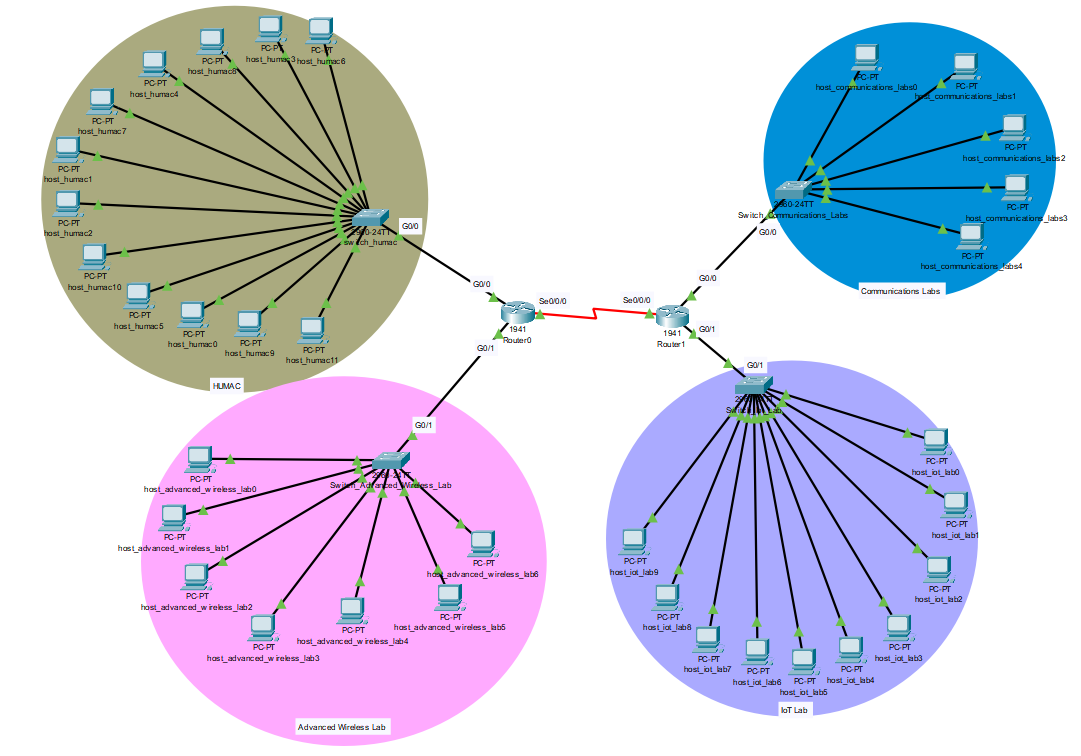 PC-PT
host_humac8
PC-PT
host_humac3
PC-PT
host_humac6
PC-PT
host_humac4
PC-PT
host_humac7
PC-PT
host_humac1
PC-PT
host_humac2
PC-PT
host_humac10
PC-PT
host_humac5
PC-PT
host_humac0
PC-PT
host_humac9
PC-PT
host_humac11
2960-24TT
switch_humac
G0/0
HUMAC
G0/0
Se0/0/0
1941
Router0
G0/1
Se0/0/0
G0/0
1941
Router1
G0/1
PC-PT
host_communications_labs0
PC-PT
host_communications_labs1
PC-PT
host_communications_labs2
PC-PT
host_communications_labs3
PC-PT
host_communications_labs4
2960-24TT
Switch_Communications_Labs
G0/0
Communications Labs
G0/1
2960-24TT
Switch_Advanced_Wireless_Lab
PC-PT
host_advanced_wireless_lab0
PC-PT
host_advanced_wireless_lab1
PC-PT
host_advanced_wireless_lab2
PC-PT
host_advanced_wireless_lab3
PC-PT
host_advanced_wireless_lab4
PC-PT
host_advanced_wireless_lab5
PC-PT
host_advanced_wireless_lab6
Advanced Wireless Lab
G0/1
Switch_Iot_Lab
PC-PT
host_iot_lab0
PC-PT
host_iot_lab1
PC-PT
host_iot_lab2
PC-PT
host_iot_lab3
PC-PT
host_iot_lab4
PC-PT
host_iot_lab5
PC-PT
host_iot_lab6
PC-PT
host_iot_lab7
PC-PT
host_iot_lab8
PC-PT
host_iot_lab9
IoT Lab